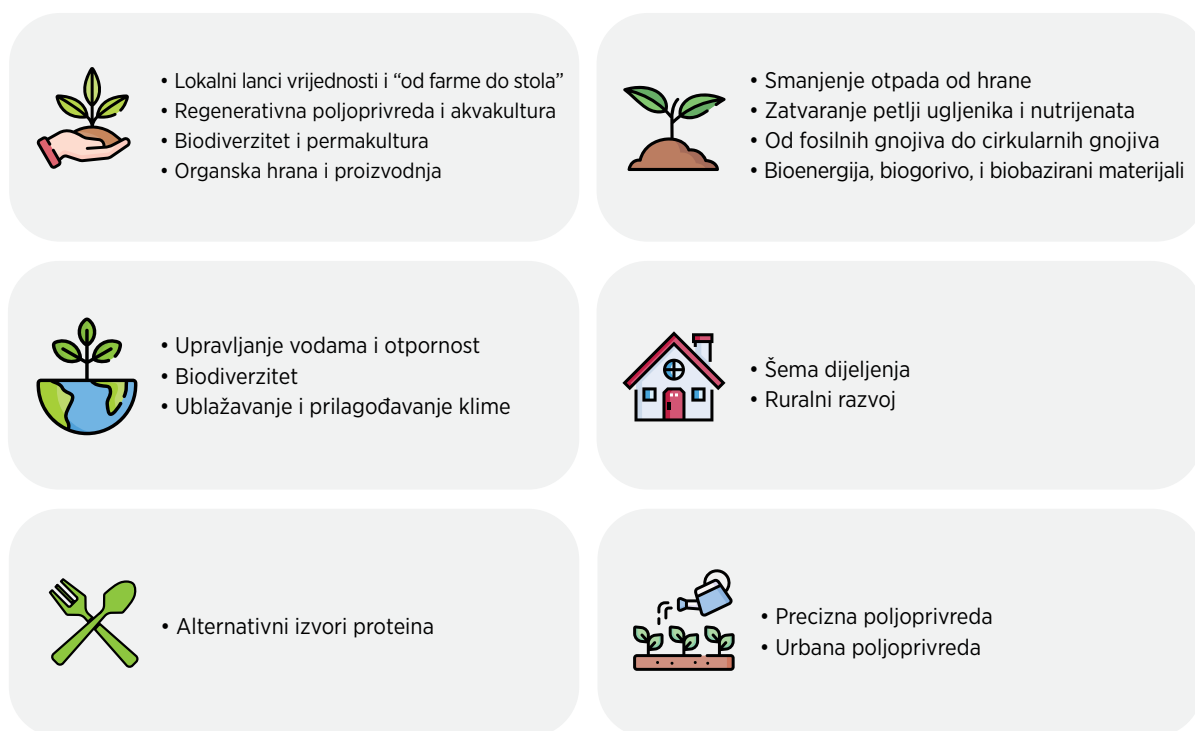 • Lokalni lanci vrijednosti i “od farme do stola”
• Regenerativna poljoprivreda i akvakultura
• Biodiverzitet i permakultura
• Organska hrana i proizvodnja
• Smanjenje otpada od hrane
• Zatvaranje petlji ugljenika i nutrijenata
• Od fosilnih gnojiva do cirkularnih gnojiva
• Bioenergija, biogorivo, i biobazirani materijali
• Upravljanje vodama i otpornost
• Biodiverzitet
• Ublažavanje i prilagođavanje klime
• Šema dijeljenja
• Ruralni razvoj
• Alternativni izvori proteina
• Precizna poljoprivreda
• Urbana poljoprivreda